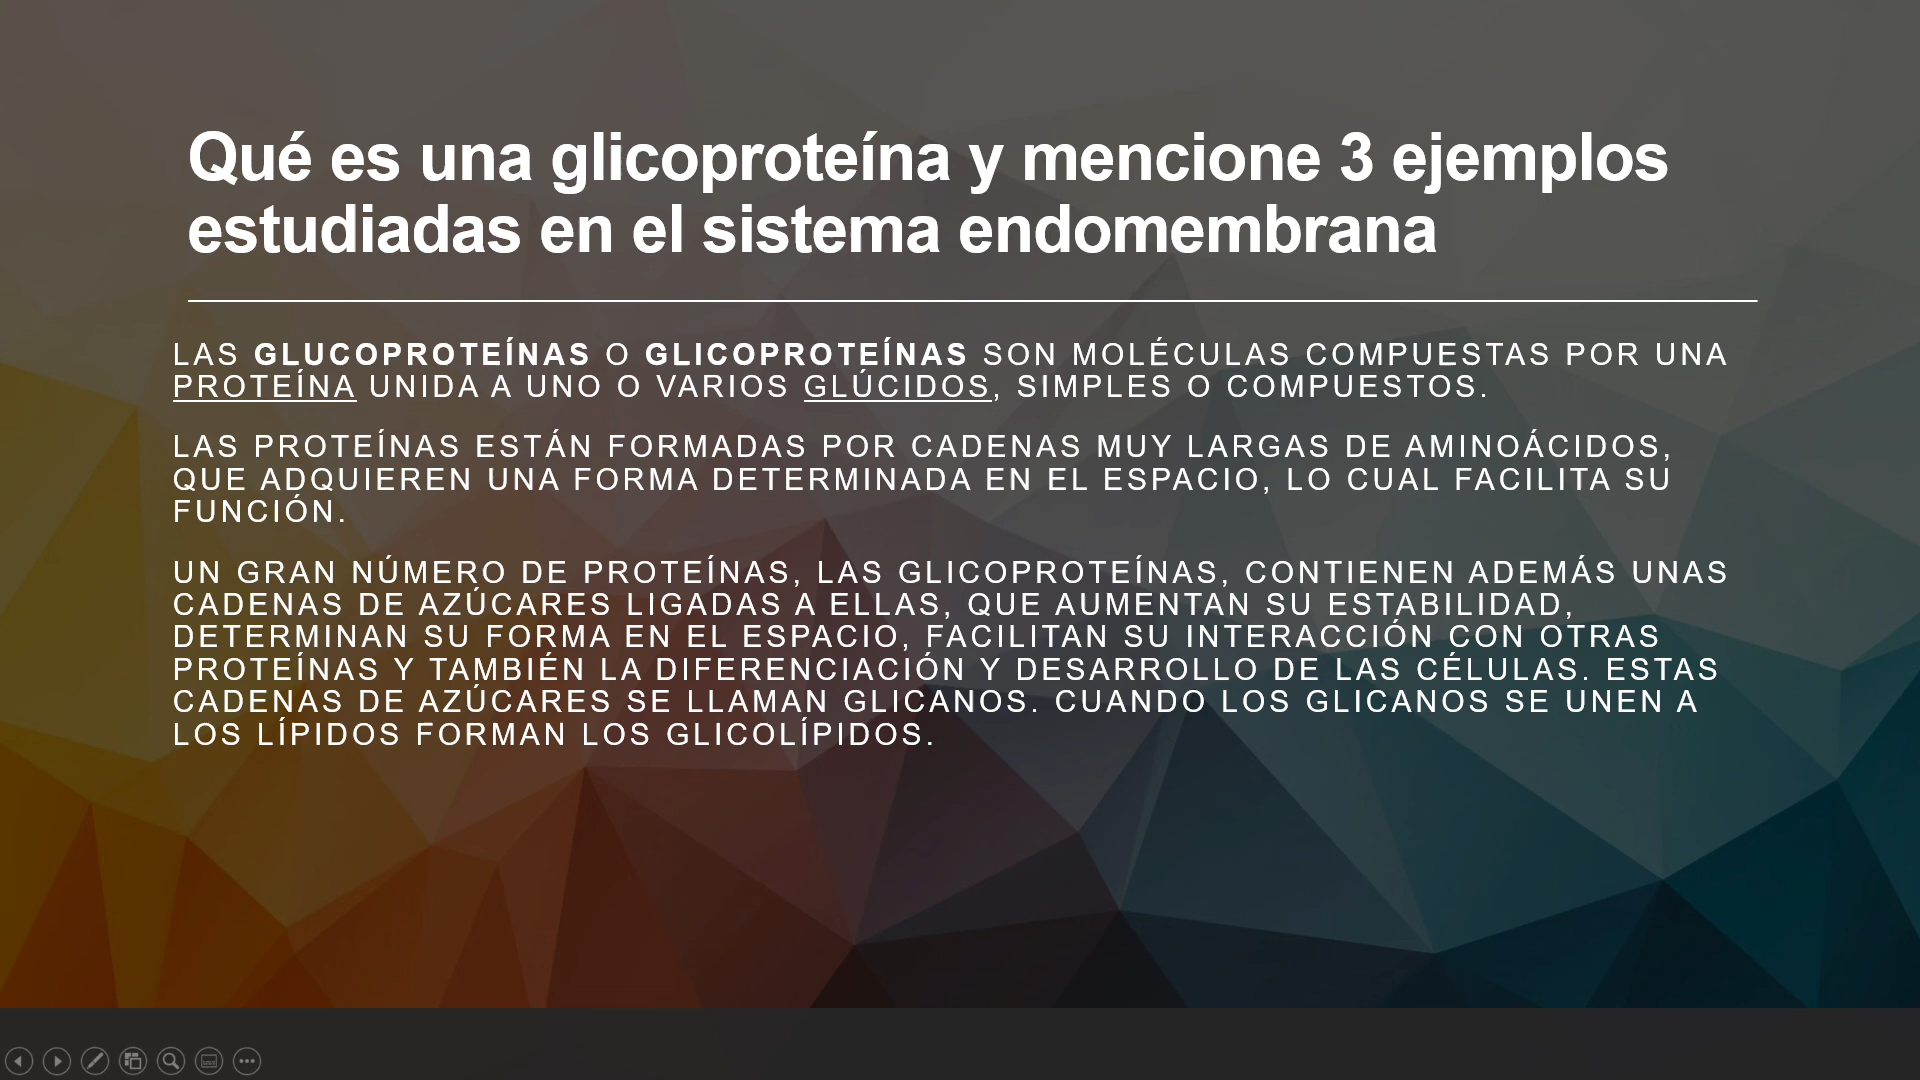 Qué es una glicoproteína y mencione 3 ejemplos
estudiadas en el sistema endomembrana
LAS GLUCOPROTEÍNAS O GLICOPROTEÍNAS SON MOLÉCULAS COMPUESTAS POR UNA
PROTEÍNA UNIDA A UNO O VARIOS GLÚCIDOS, SIMPLES O COMPUESTOS.
LAS PROTEÍNAS ESTÁN FORMADAS POR CADENAS MUY LARGAS DE AMINOÁCIDOS,
QUE ADQUIEREN UNA FORMA DETERMINADA EN EL ESPACIO, LO CUAL FACILITA SU
FUNCIÓN.
UN GRAN NÚMERO DE PROTEÍNAS, LAS GLICOPROTEÍNAS, CONTIENEN ADEMÁS UNAS
CADENAS DE AZÚCARES LIGADAS A ELLAS, QUE AUMENTAN SU ESTABILIDAD,
DETERMINAN SU FORMA EN EL ESPACIO, FACILITAN SU INTERACCIÓN CON OTRAS
PROTEÍNAS Y TAMBIÉN LA DIFERENCIACIÓN Y DESARROLLO DE LAS CÉLULAS. ESTAS
CADENAS DE AZÚCARES SE LLAMAN GLICANOS. CUANDO LOS GLICANOS SE UNEN A
LOS LÍPIDOS FORMAN LOS GLICOLÍPIDOS.